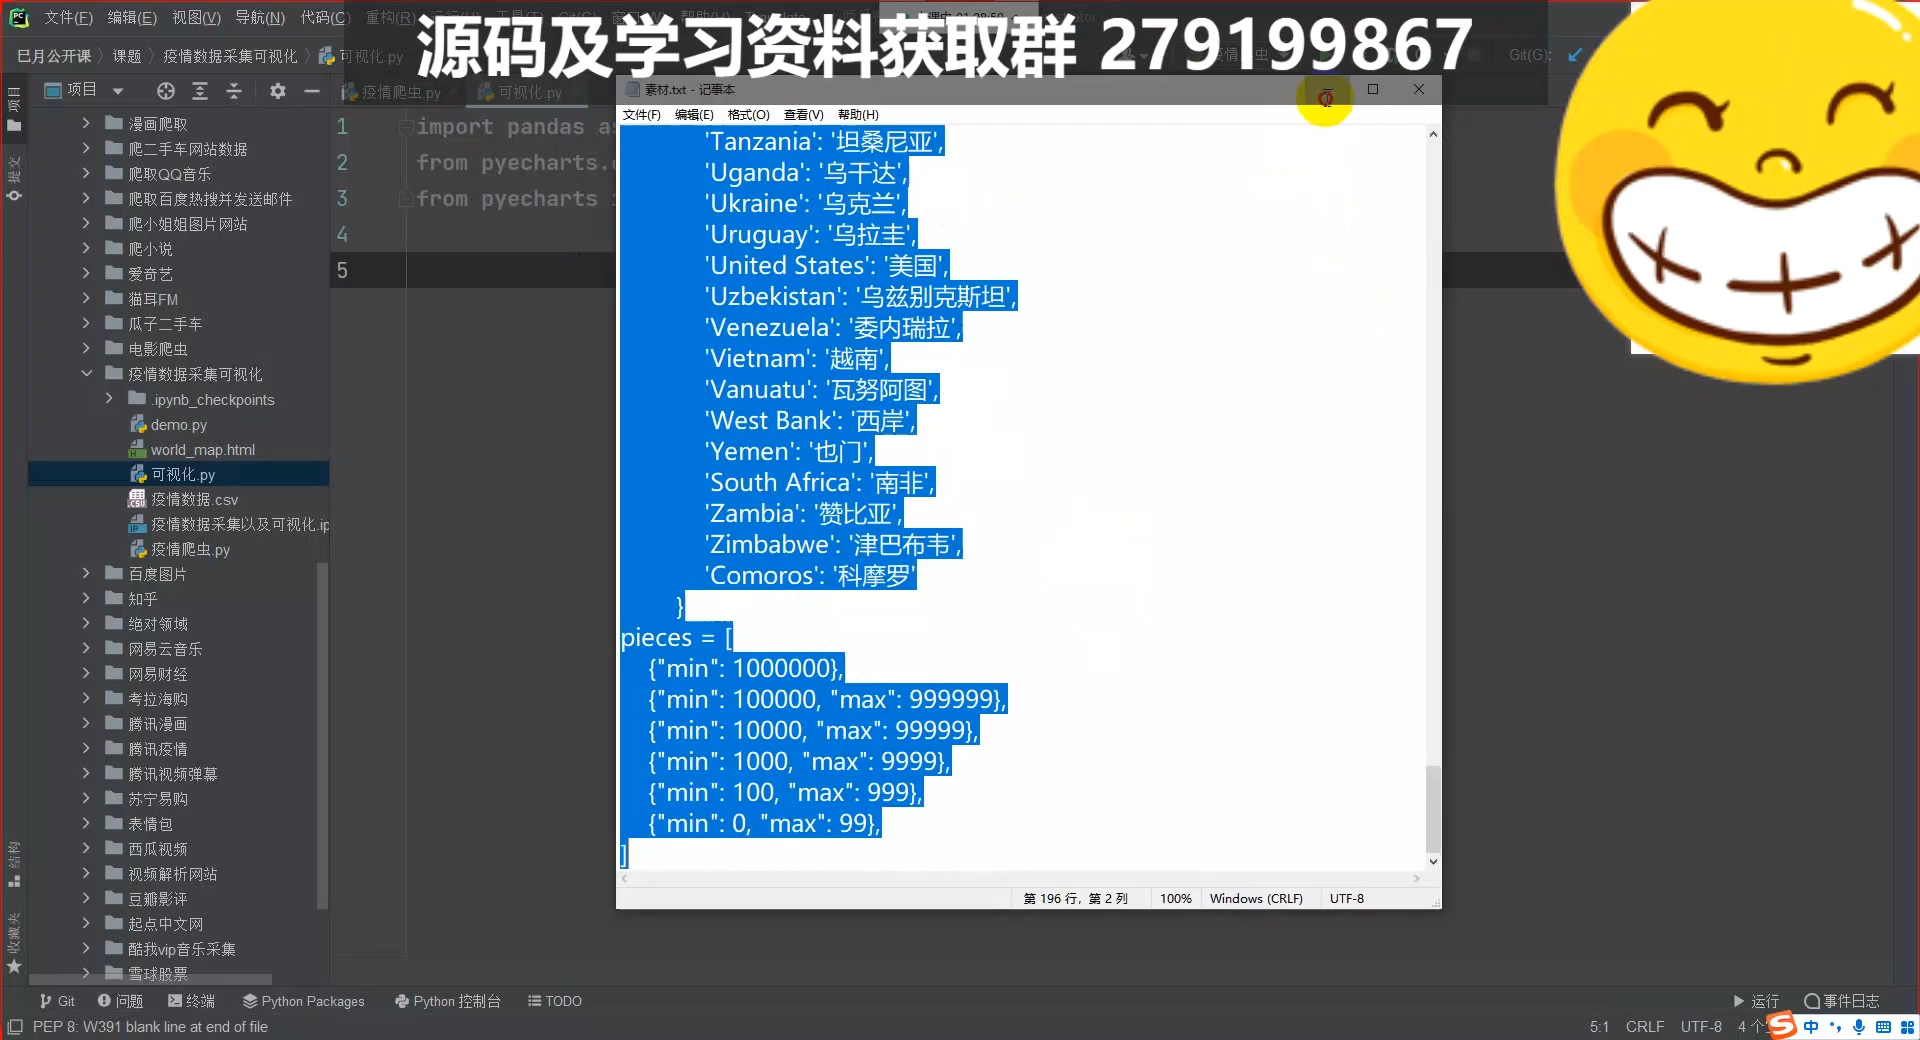 源码及学习资料获取群 279199867
文件(F) 编辑(E) 视图(V) 导航(N) 代码(C) 重构(R)
巳月公开课 〉 课题 〉 疫情数据采集可视化 〉 可视化.py
Git(G):
项目
疫情爬虫.py
可视化.py
项目
提交
结构
收藏夹
漫画爬取
爬二手车网站数据
爬取QQ音乐
爬取百度热搜并发送邮件
爬小姐姐图片网站
爬小说
爱奇艺
猫耳FM
瓜子二手车
电影爬虫
疫情数据采集可视化
.ipynb_checkpoints
demo.py
world_map.html
可视化.py
疫情数据.csv
疫情数据采集以及可视化.ip
疫情爬虫.py
百度图片
知乎
绝对领域
网易云音乐
网易财经
考拉海购
腾讯漫画
腾讯疫情
腾讯视频弹幕
苏宁易购
表情包
西瓜视频
视频解析网站
豆瓣影评
起点中文网
酷我vip音乐采集
雪球股票
1 import pandas as
2 from pyecharts.
3 from pyecharts
4
5
素材.txt - 记事本
文件(F) 编辑(E) 格式(O) 查看(V) 帮助(H)
'Tanzania': '坦桑尼亚',
'Uganda': '乌干达',
'Ukraine': '乌克兰',
'Uruguay': '乌拉圭',
'United States': '美国',
'Uzbekistan': '乌兹别克斯坦',
'Venezuela': '委内瑞拉',
'Vietnam': '越南',
'Vanuatu': '瓦努阿图',
'West Bank': '西岸',
'Yemen': '也门',
'South Africa': '南非',
'Zambia': '赞比亚',
'Zimbabwe': '津巴布韦',
'Comoros': '科摩罗'
}
pieces = [
{"min": 1000000},
{"min": 100000, "max": 999999},
{"min": 10000, "max": 99999},
{"min": 1000, "max": 9999},
{"min": 100, "max": 999},
{"min": 0, "max": 99},
]
第 196 行，第 2 列 100% Windows (CRLF) UTF-8
Git 问题 终端 Python Packages Python 控制台 TODO 运行 事件日志
PEP 8: W391 blank line at end of file 5:1 CRLF UTF-8 4 个 中